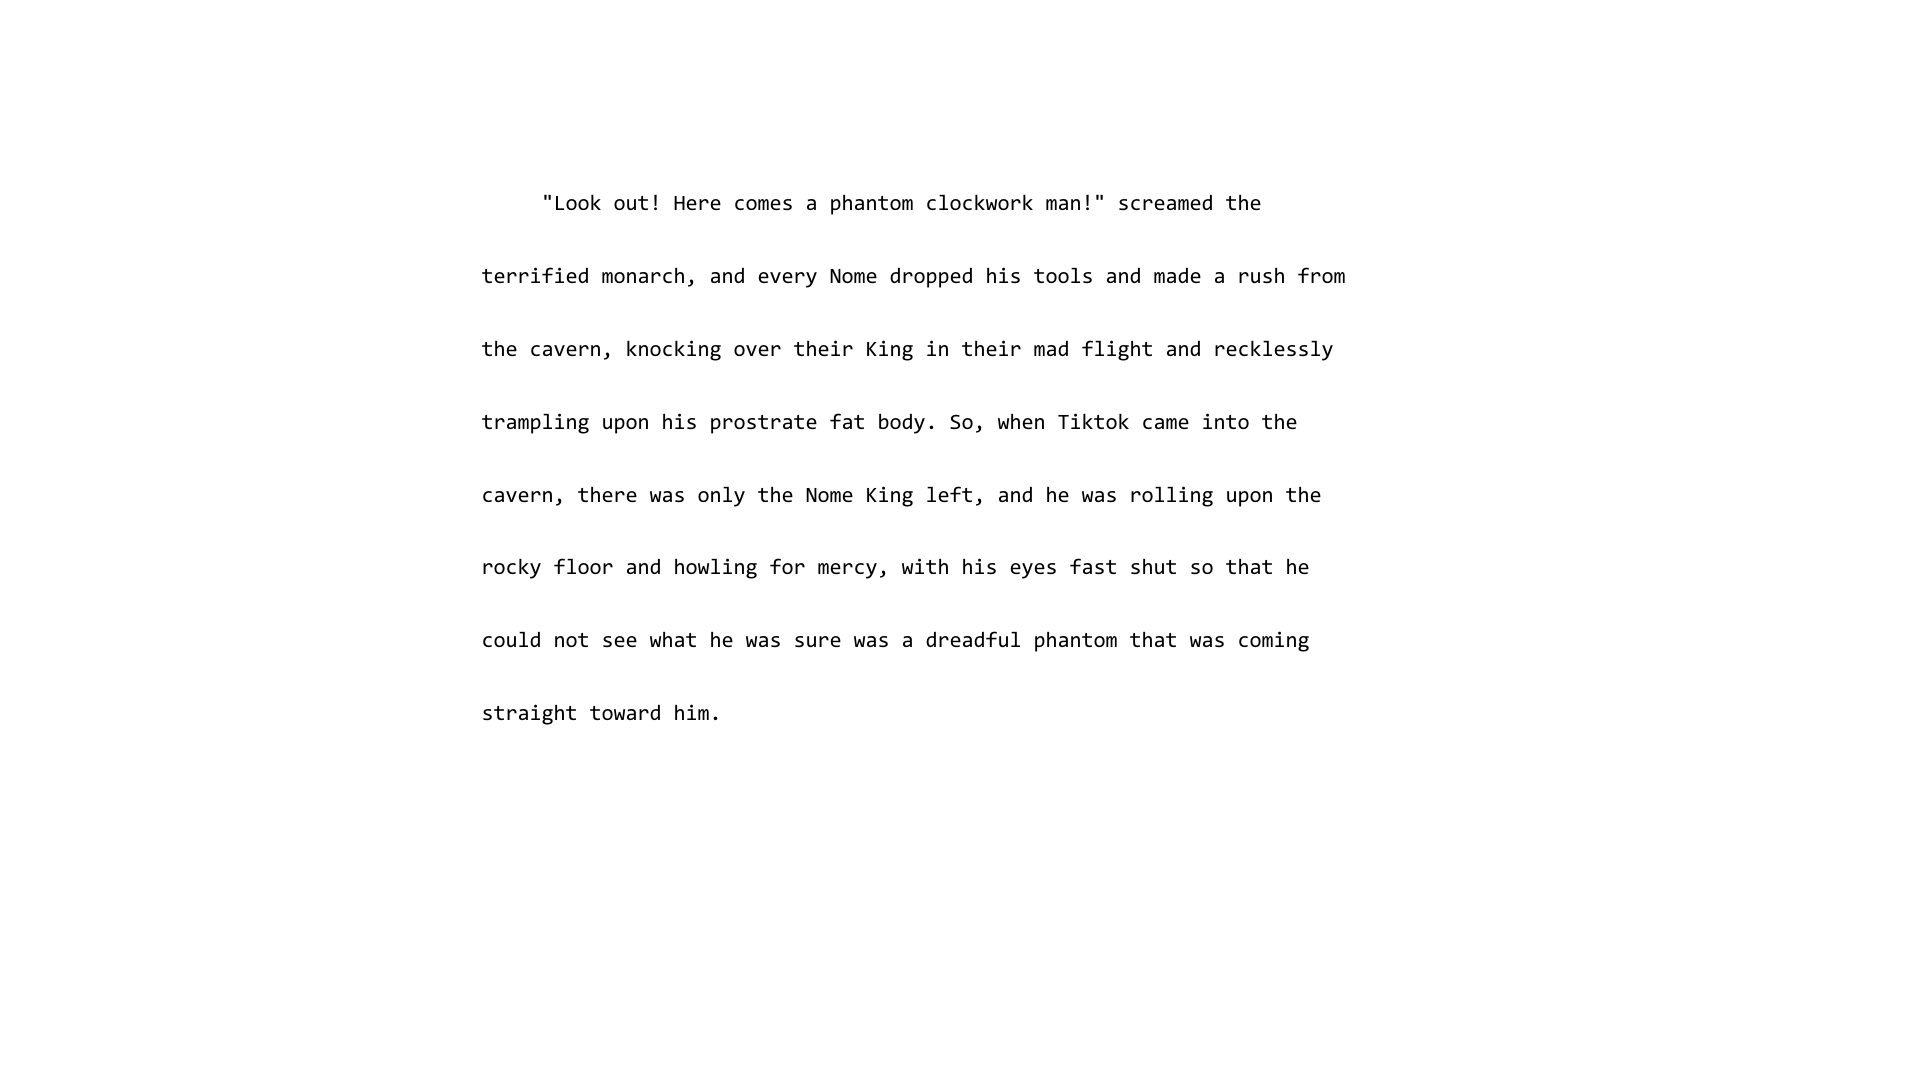 "Look out! Here comes a phantom clockwork man!" screamed the
terrified monarch, and every Nome dropped his tools and made a rush from
the cavern, knocking over their King in their mad flight and recklessly
trampling upon his prostrate fat body. So, when Tiktok came into the
cavern, there was only the Nome King left, and he was rolling upon the
rocky floor and howling for mercy, with his eyes fast shut so that he
could not see what he was sure was a dreadful phantom that was coming
straight toward him.